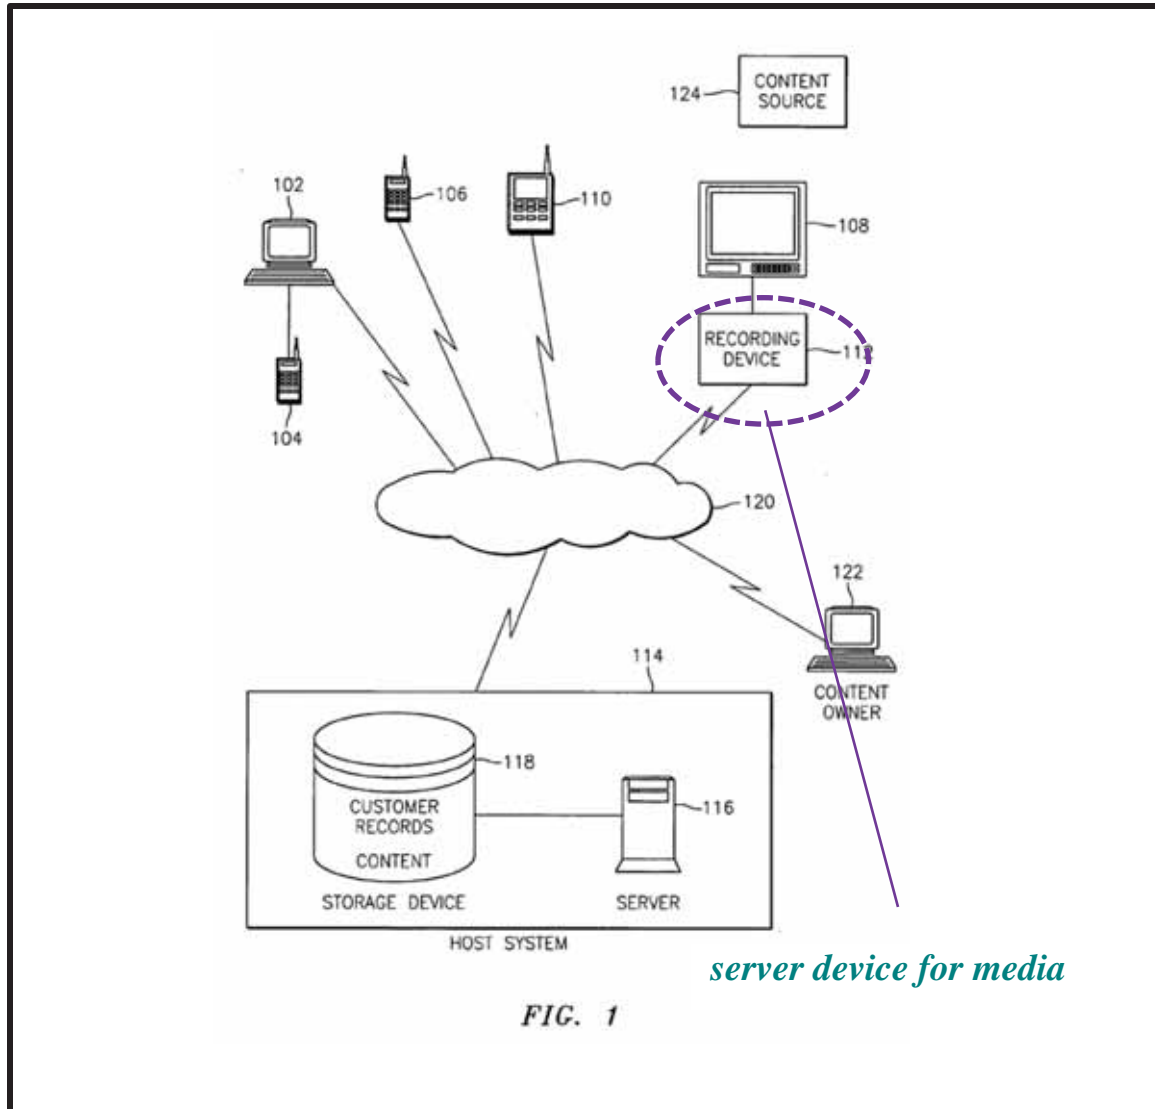 CONTENT
SOURCE
124
102
106
110
108
RECORDING
DEVICE
104
120
122
CONTENT
OWNER
114
118
CUSTOMER
RECORDS
CONTENT
116
STORAGE DEVICE
SERVER
HOST SYSTEM
server device for media
FIG. 1